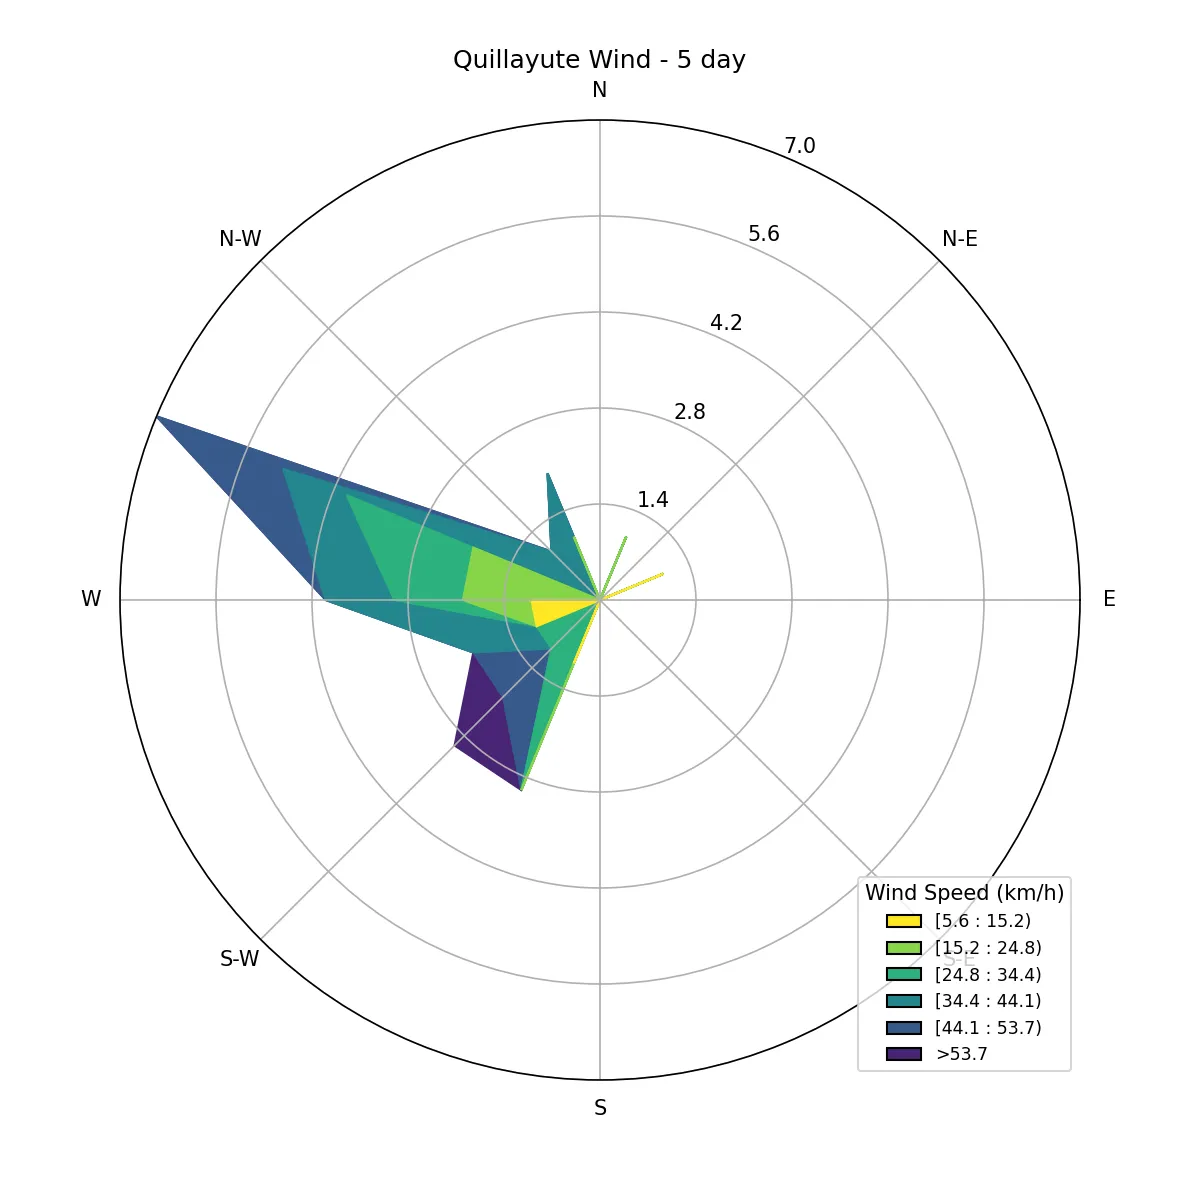 Quillayute Wind - 5 day
N
7.0
N-W
5.6
N-E
4.2
2.8
1.4
W
E
S-W
S-E
S
Wind Speed (km/h)
[5.6 : 15.2)
[15.2 : 24.8)
[24.8 : 34.4)
[34.4 : 44.1)
[44.1 : 53.7)
>53.7